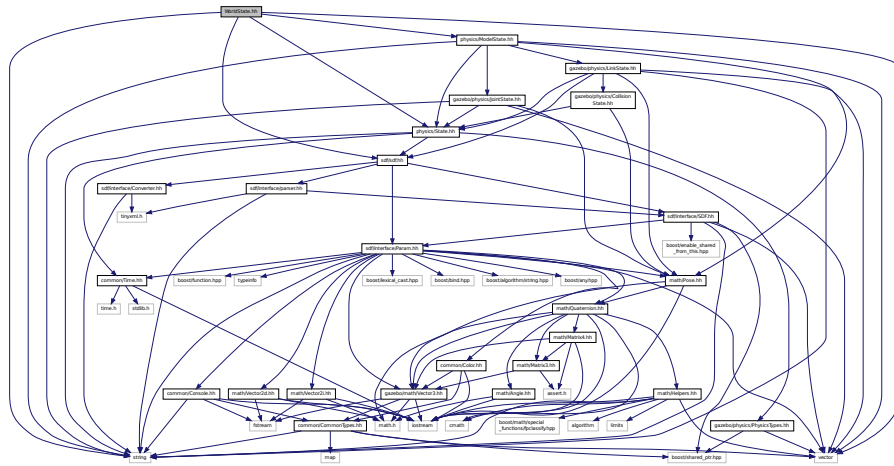 WorldState.hh
physics/ModelState.hh
gazebo/physics/LinkState.hh
gazebo/physics/JointState.hh
gazebo/physics/Collision
State.hh
physics/State.hh
sdf/sdf.hh
sdf/interface/Converter.hh
sdf/interface/parser.hh
tinyxml.h
sdf/interface/SDF.hh
boost/enable_shared
_from_this.hpp
sdf/interface/Param.hh
common/Time.hh
boost/function.hpp
typeinfo
boost/lexical_cast.hpp
boost/bind.hpp
boost/algorithm/string.hpp
boost/any.hpp
math/Pose.hh
time.h
stdlib.h
math/Quaternion.hh
math/Matrix4.hh
common/Color.hh
math/Matrix3.hh
common/Console.hh
math/Vector2d.hh
math/Vector2i.hh
gazebo/math/Vector3.hh
math/Angle.hh
assert.h
math/Helpers.hh
fstream
common/CommonTypes.hh
math.h
iostream
cmath
boost/math/special
_functions/fpclassify.hpp
algorithm
limits
gazebo/physics/PhysicsTypes.hh
string
map
boost/shared_ptr.hpp
vector